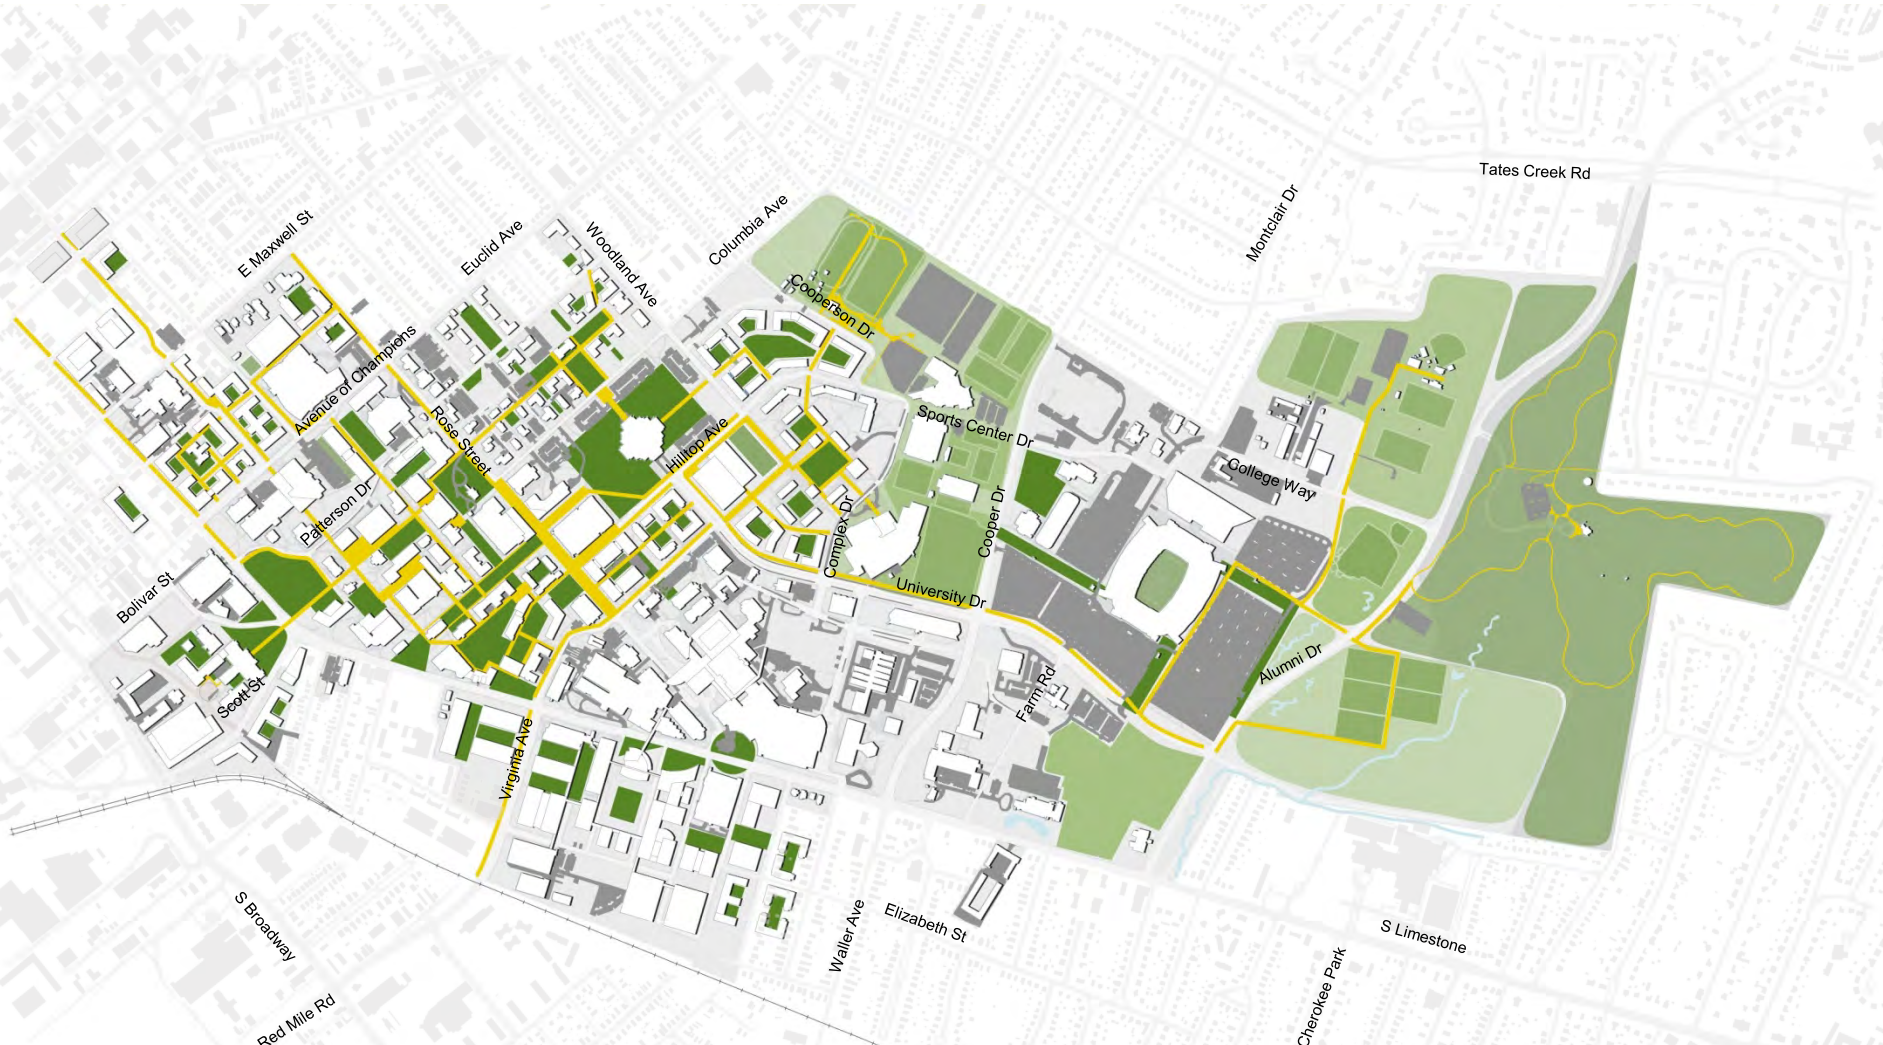 Tates Creek Rd
Columbia Ave
Montclair Dr
E Maxwell St
Euclid Ave
Woodland Ave
Cooperson Dr
Avenue of Champions
Rose Street
Sports Center Dr
Hilltop Ave
College Way
Patterson Dr
Cooper Dr
Complex Dr
Bolivar St
University Dr
Alumni Dr
Scott St
Farm Rd
Virginia Ave
S Broadway
Waller Ave
Elizabeth St
S Limestone
Cherokee Park
Red Mile Rd